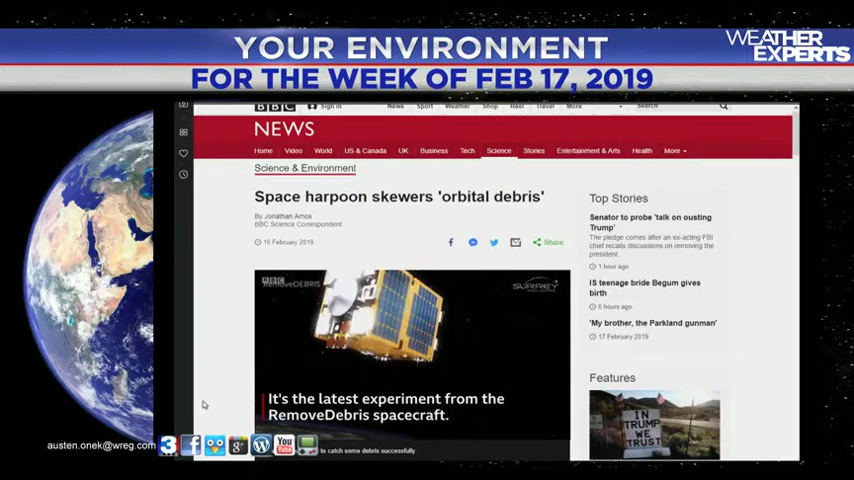 YOUR ENVIRONMENT
FOR THE WEEK OF FEB 17, 2019
WEATHER
EXPERTS
BBC
Sign in
News Sport Weather Shop Reel Travel More
Search
NEWS
Home Video World US & Canada UK Business Tech Science Stories Entertainment & Arts Health More
Science & Environment
Space harpoon skewers 'orbital debris'
By Jonathan Amos
BBC Science Correspondent
15 February 2019
Share
BBC
RemoveDEBRIS
SURREY
It's the latest experiment from the
RemoveDebris spacecraft.
to catch some debris successfully
Top Stories
Senator to probe 'talk on ousting
Trump'
The pledge comes after an ex-acting FBI
chief recalls discussions on removing the
president.
1 hour ago
IS teenage bride Begum gives
birth
6 hours ago
'My brother, the Parkland gunman'
17 February 2019
Features
IN
TRUMP
WE
TRUST
austen.onek@wreg.com
3
f
g+
W
You
Tube